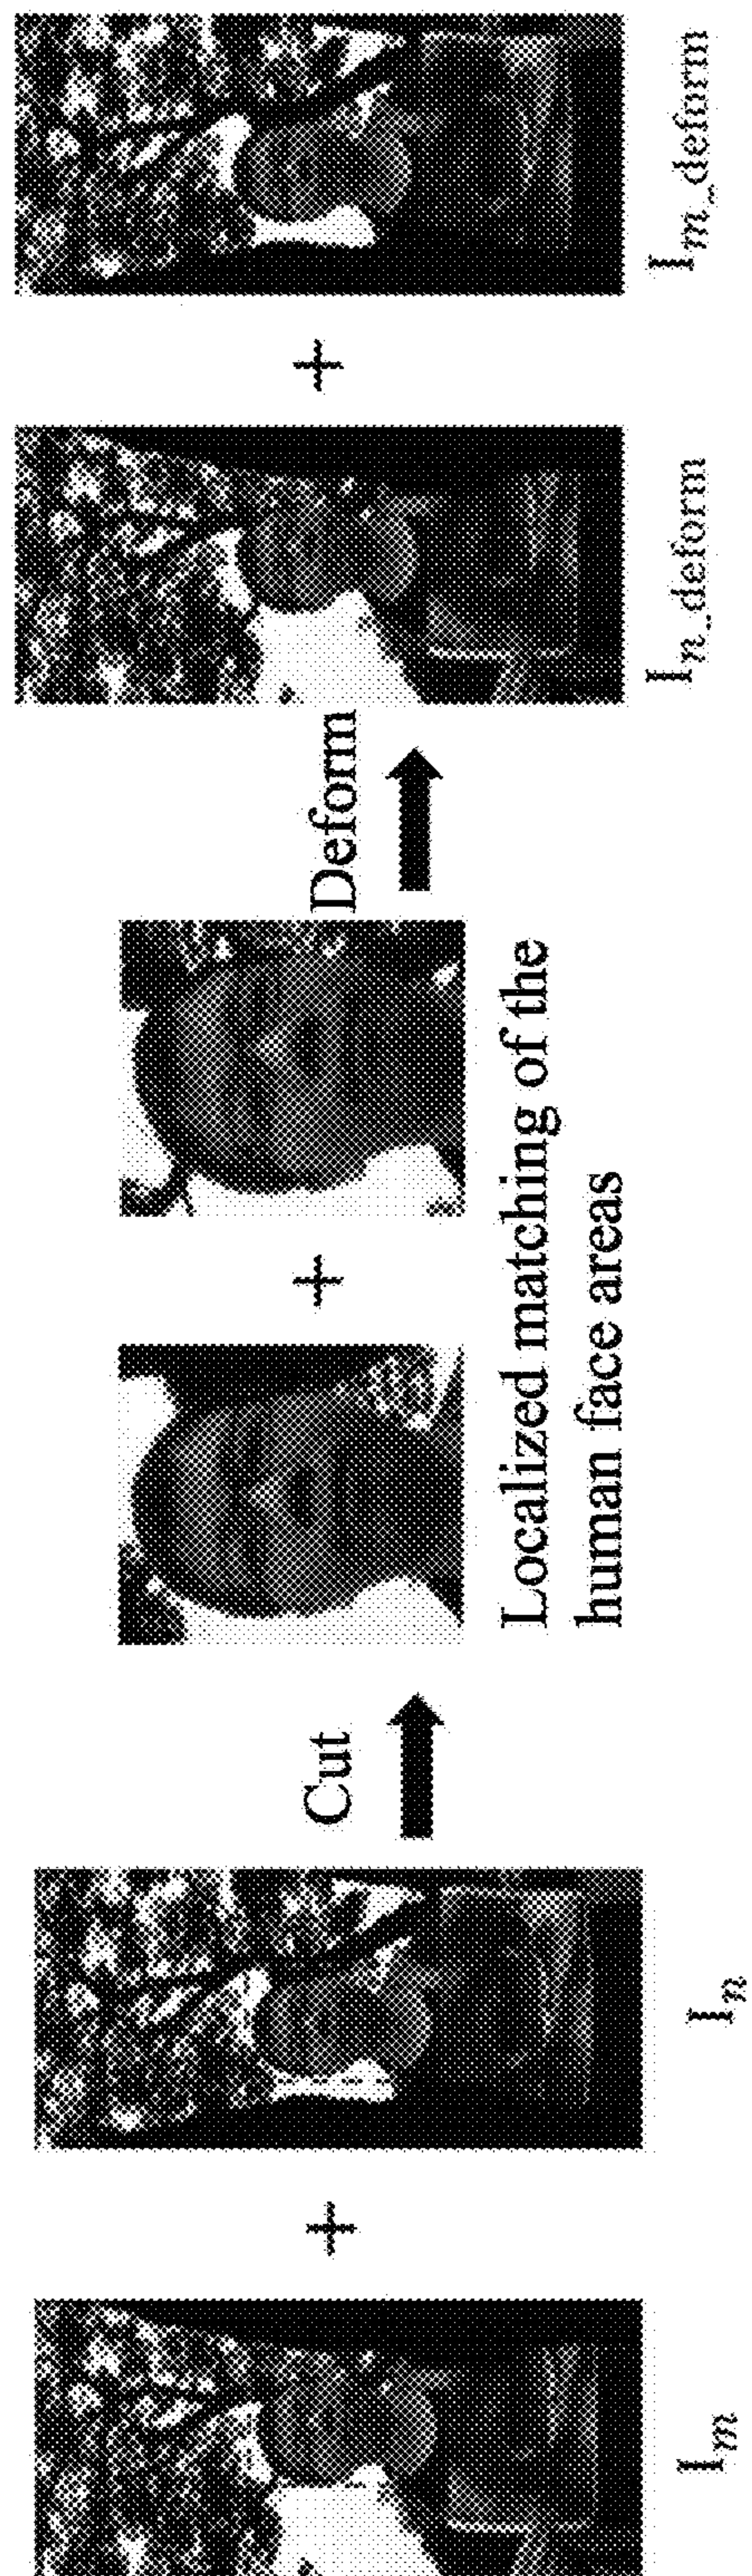 I_m
+
I_n
Cut
+
Localized matching of the
human face areas
Deform
I_n_deform
+
I_m_deform